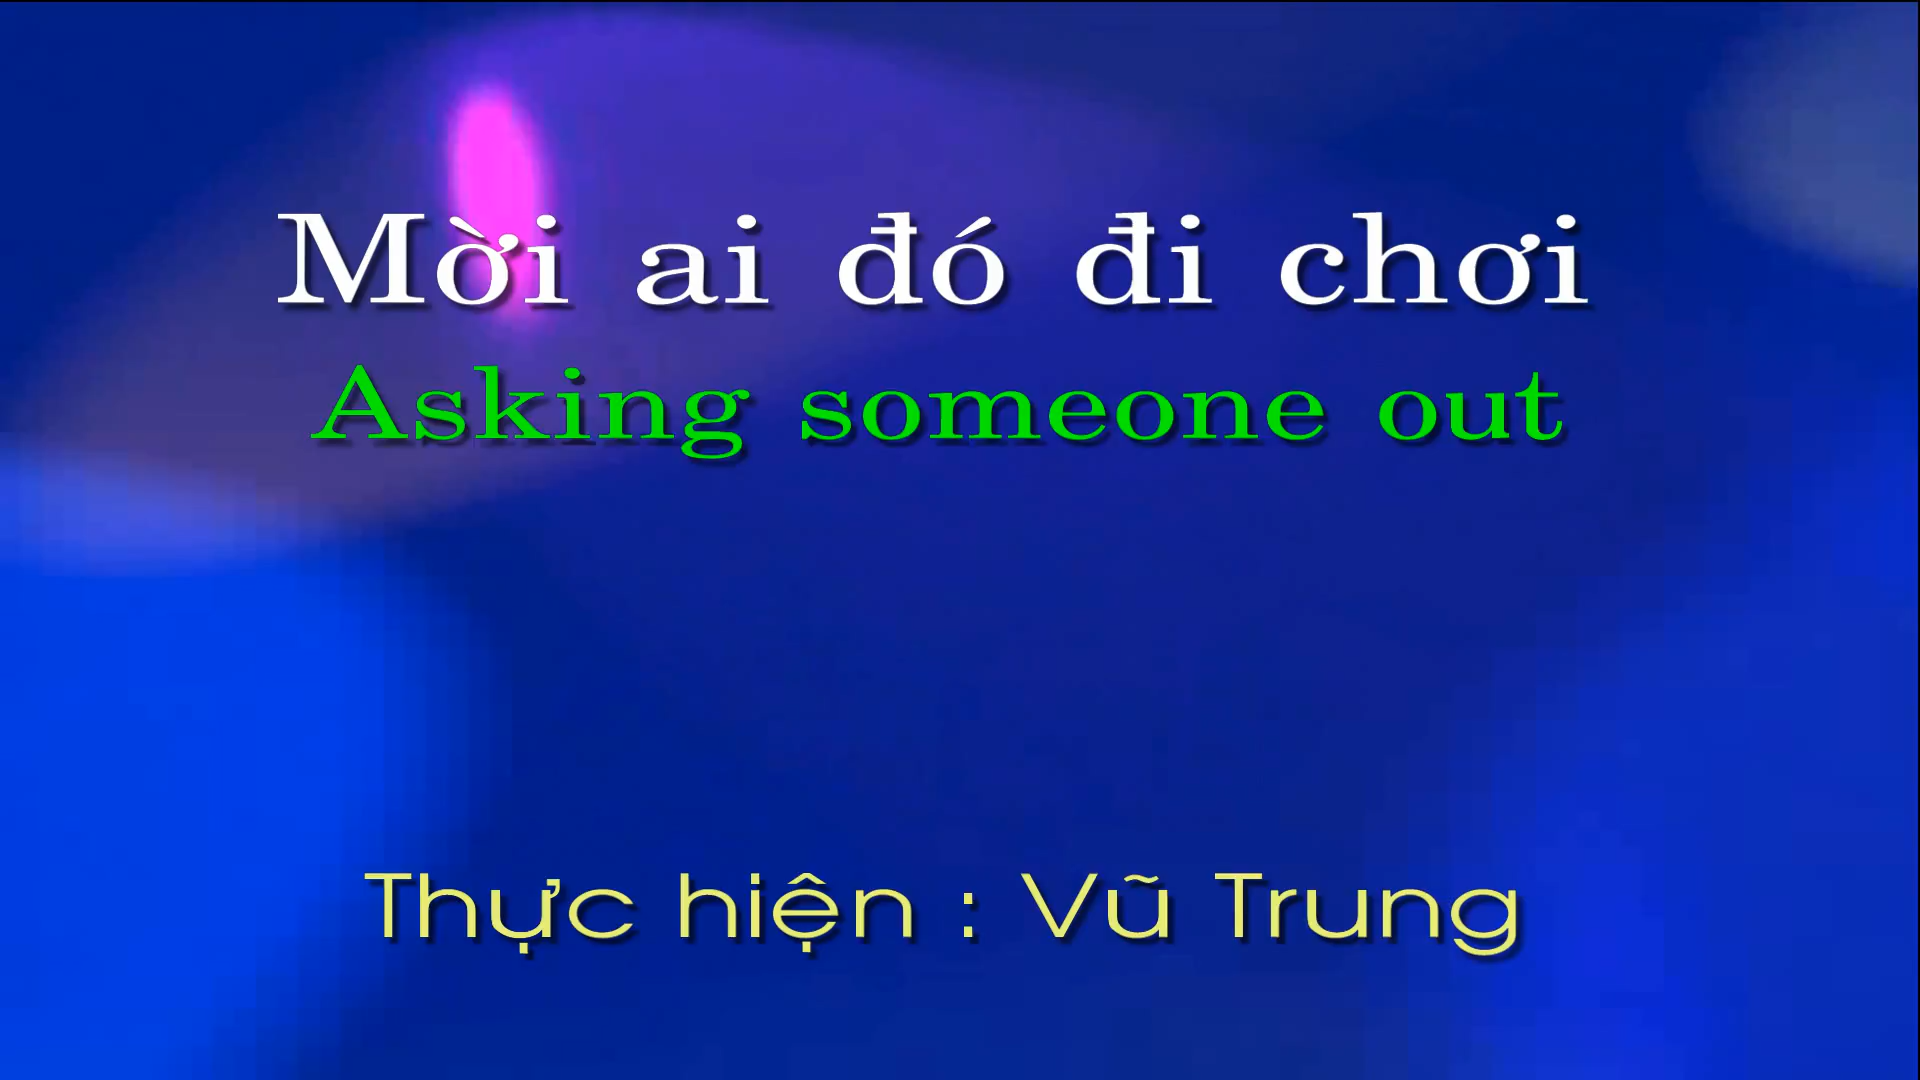 Mời ai đó đi chơi
Asking someone out
Thực hiện : Vũ Trung